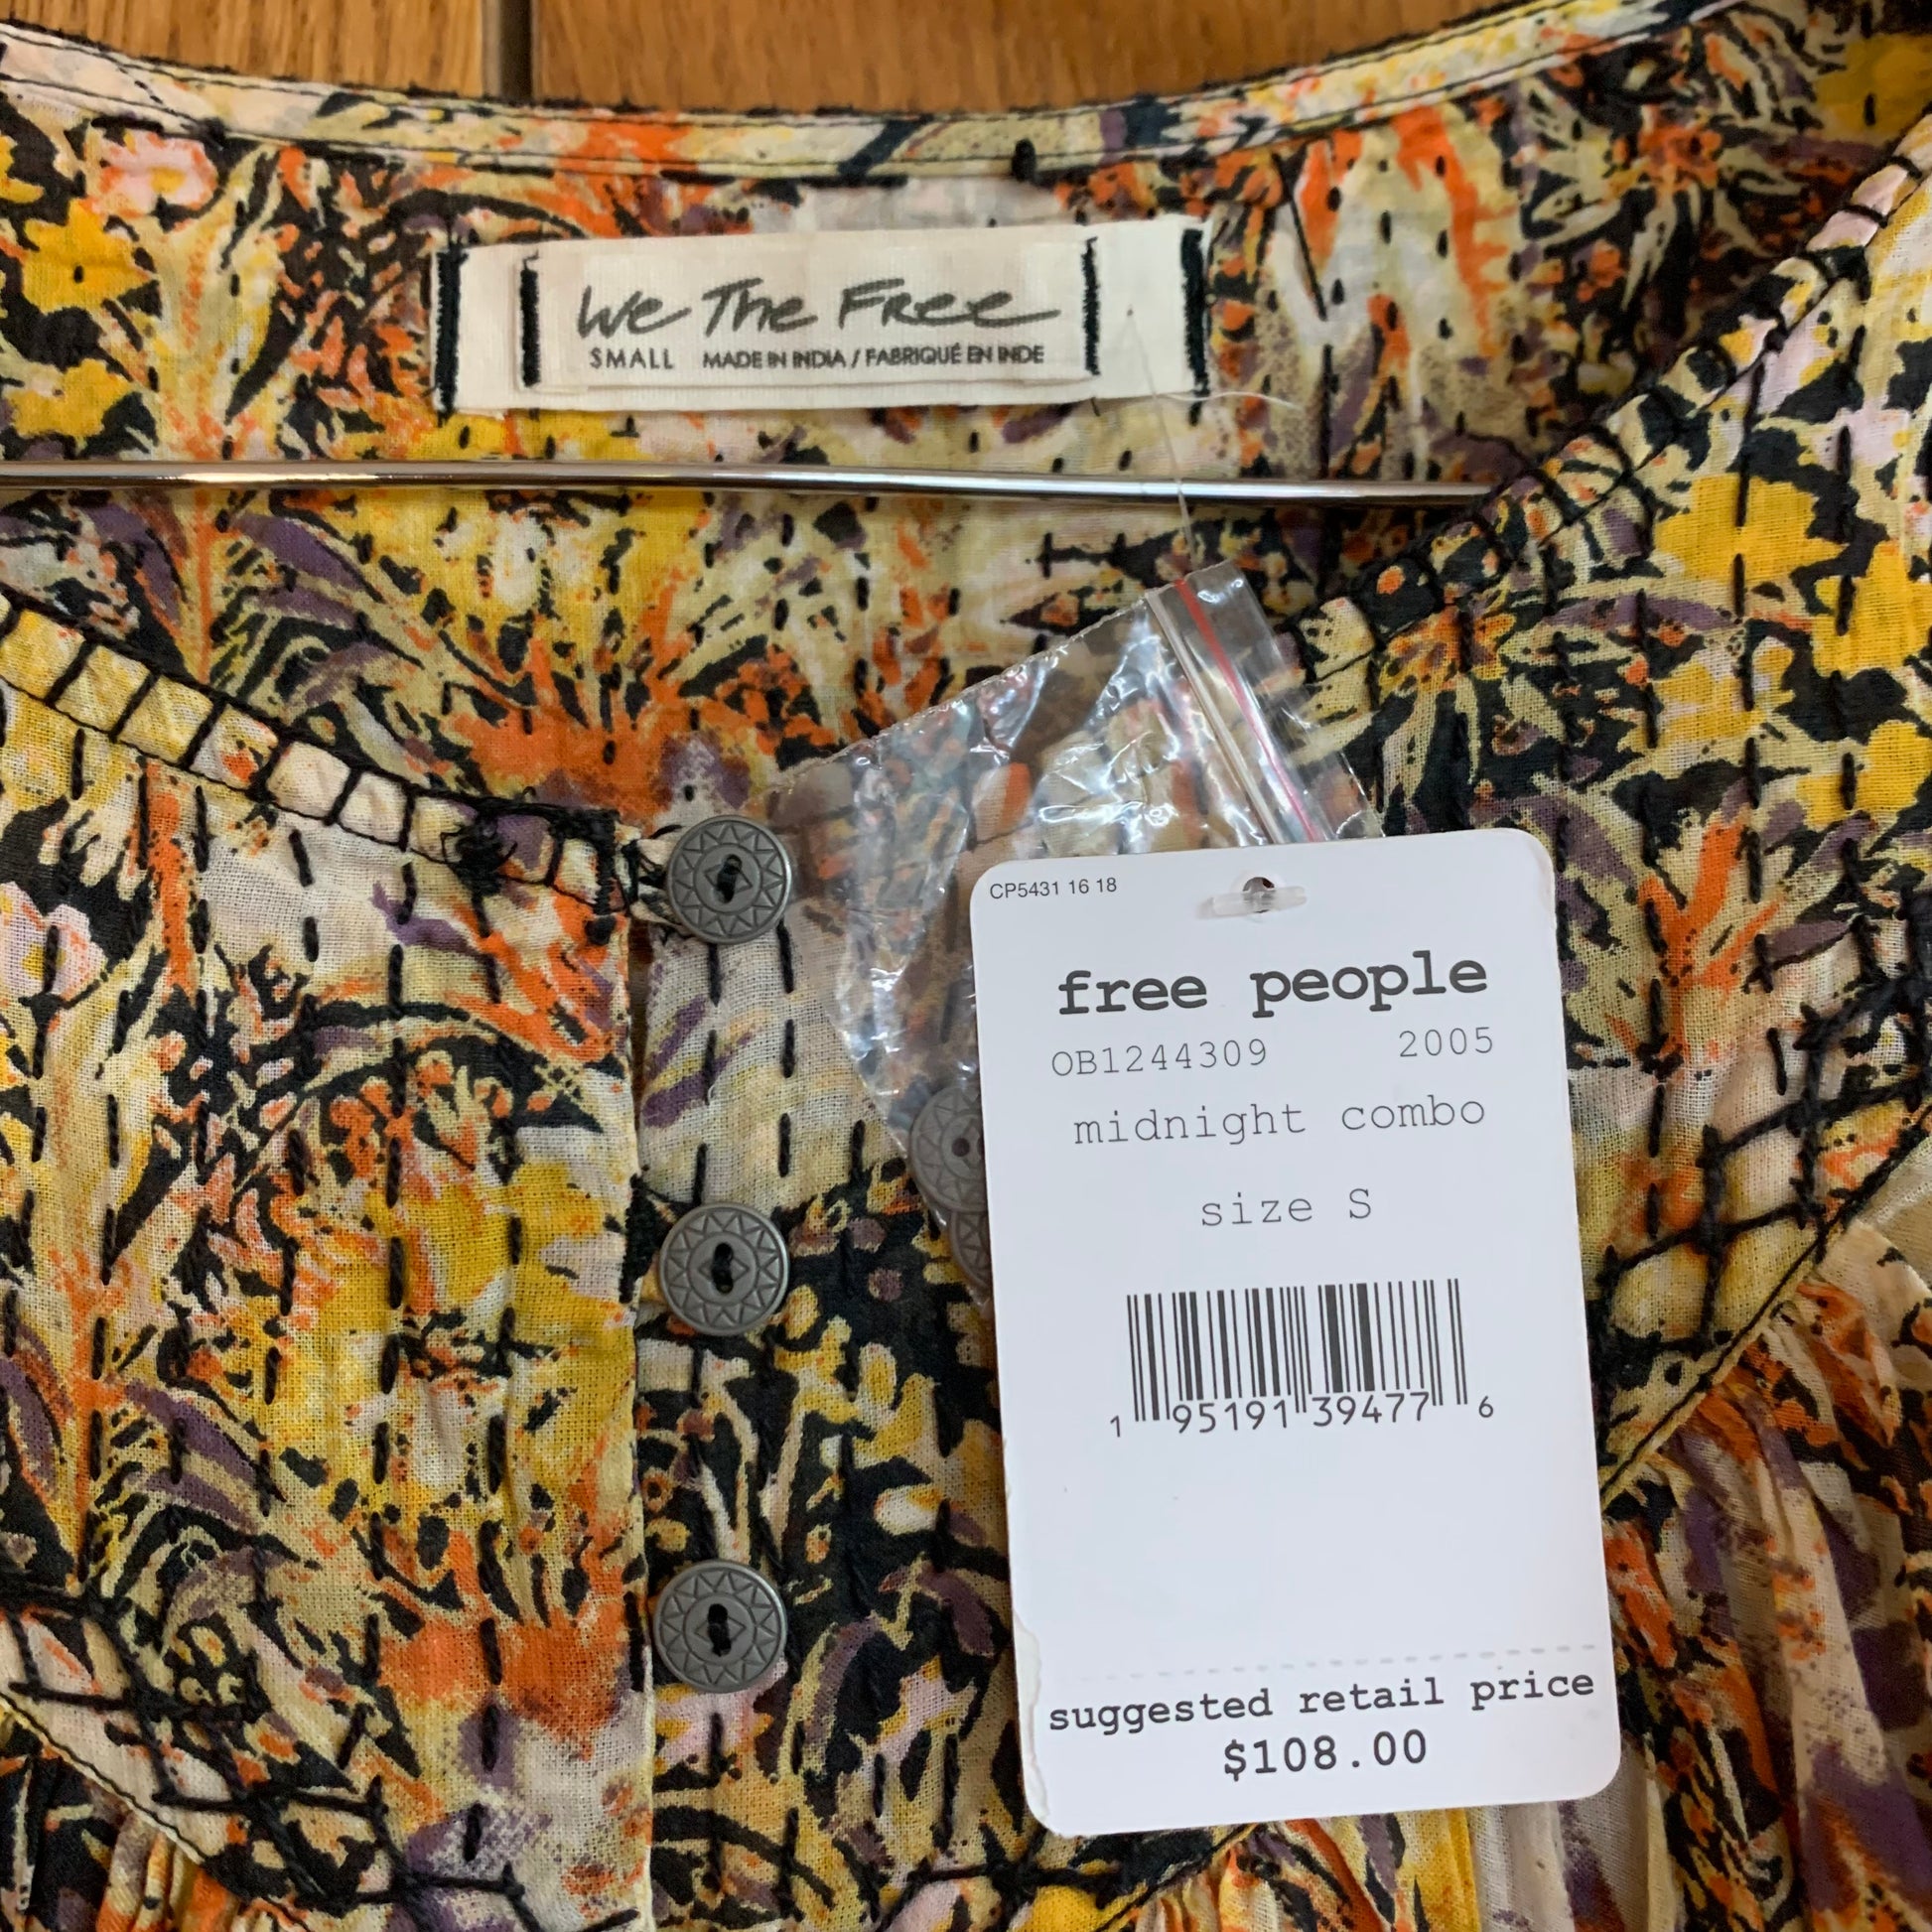 We The Free
SMALL MADE IN INDIA / FABRIQUÉ EN INDE
CP5431 16 18
free people
OB1244309 2005
midnight combo
size S
1 95191 39477 6
suggested retail price
$108.00